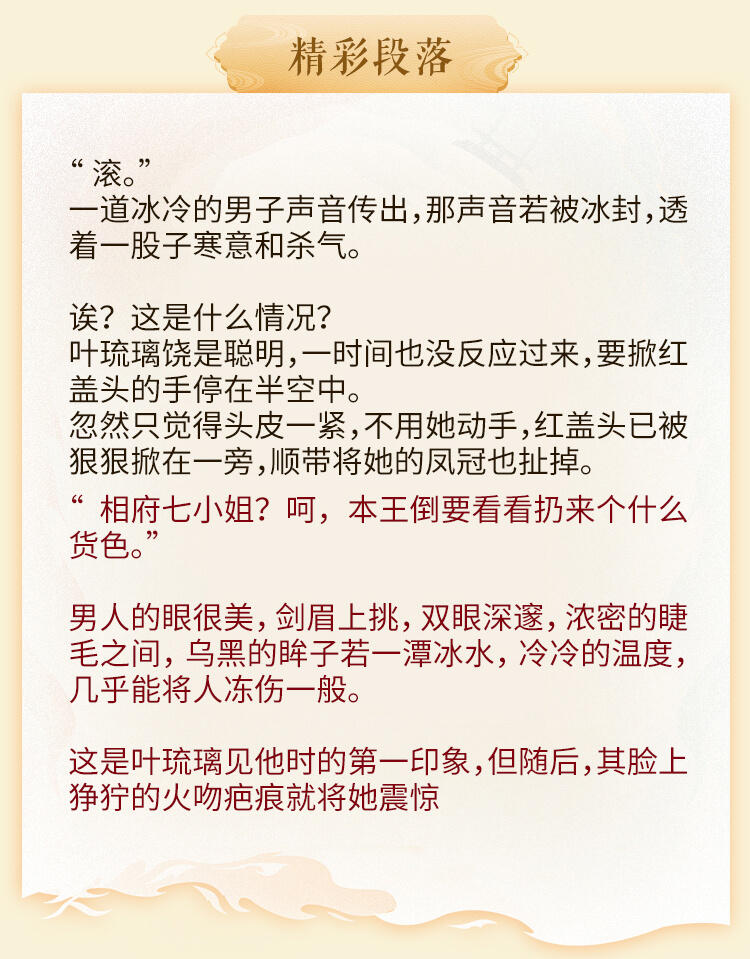 精彩段落
“ 滚。”
一道冰冷的男子声音传出，那声音若被冰封，透
着一股子寒意和杀气。
诶？这是什么情况？
叶琉璃饶是聪明，一时间也没反应过来，要掀红
盖头的手停在半空中。
忽然只觉得头皮一紧，不用她动手，红盖头已被
狠狠掀在一旁，顺带将她的凤冠也扯掉。
“ 相府七小姐？呵，本王倒要看看扔来个什么
货色。”
男人的眼很美，剑眉上挑，双眼深邃，浓密的睫
毛之间，乌黑的眸子若一潭冰水，冷冷的温度，
几乎能将人冻伤一般。
这是叶琉璃见他时的第一印象，但随后，其脸上
狰狞的火吻疤痕就将她震惊